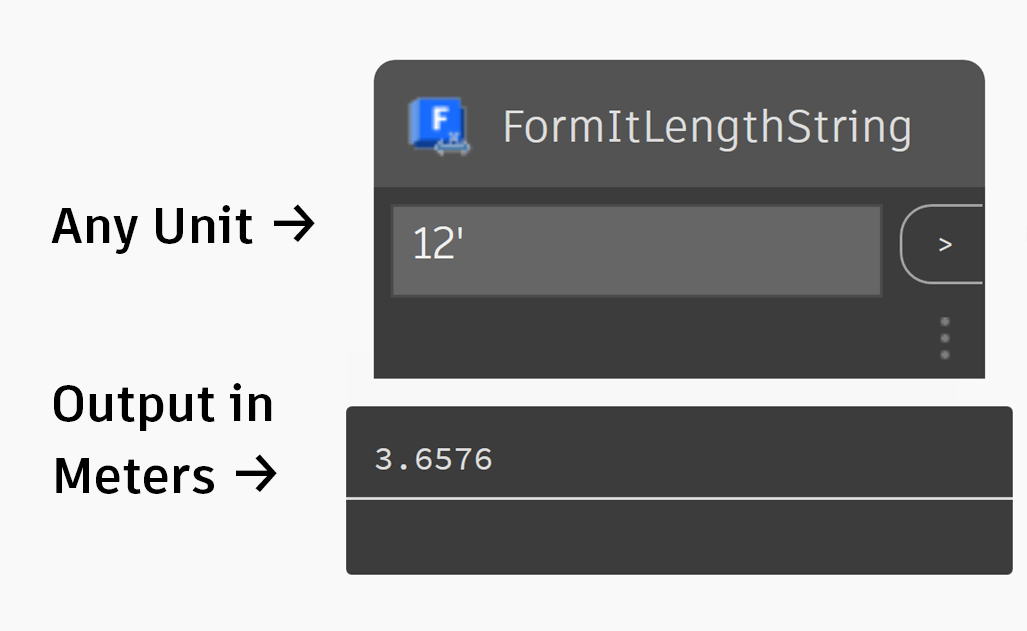 FormItLengthString
Any Unit →
12'
>
Output in
Meters →
3.6576